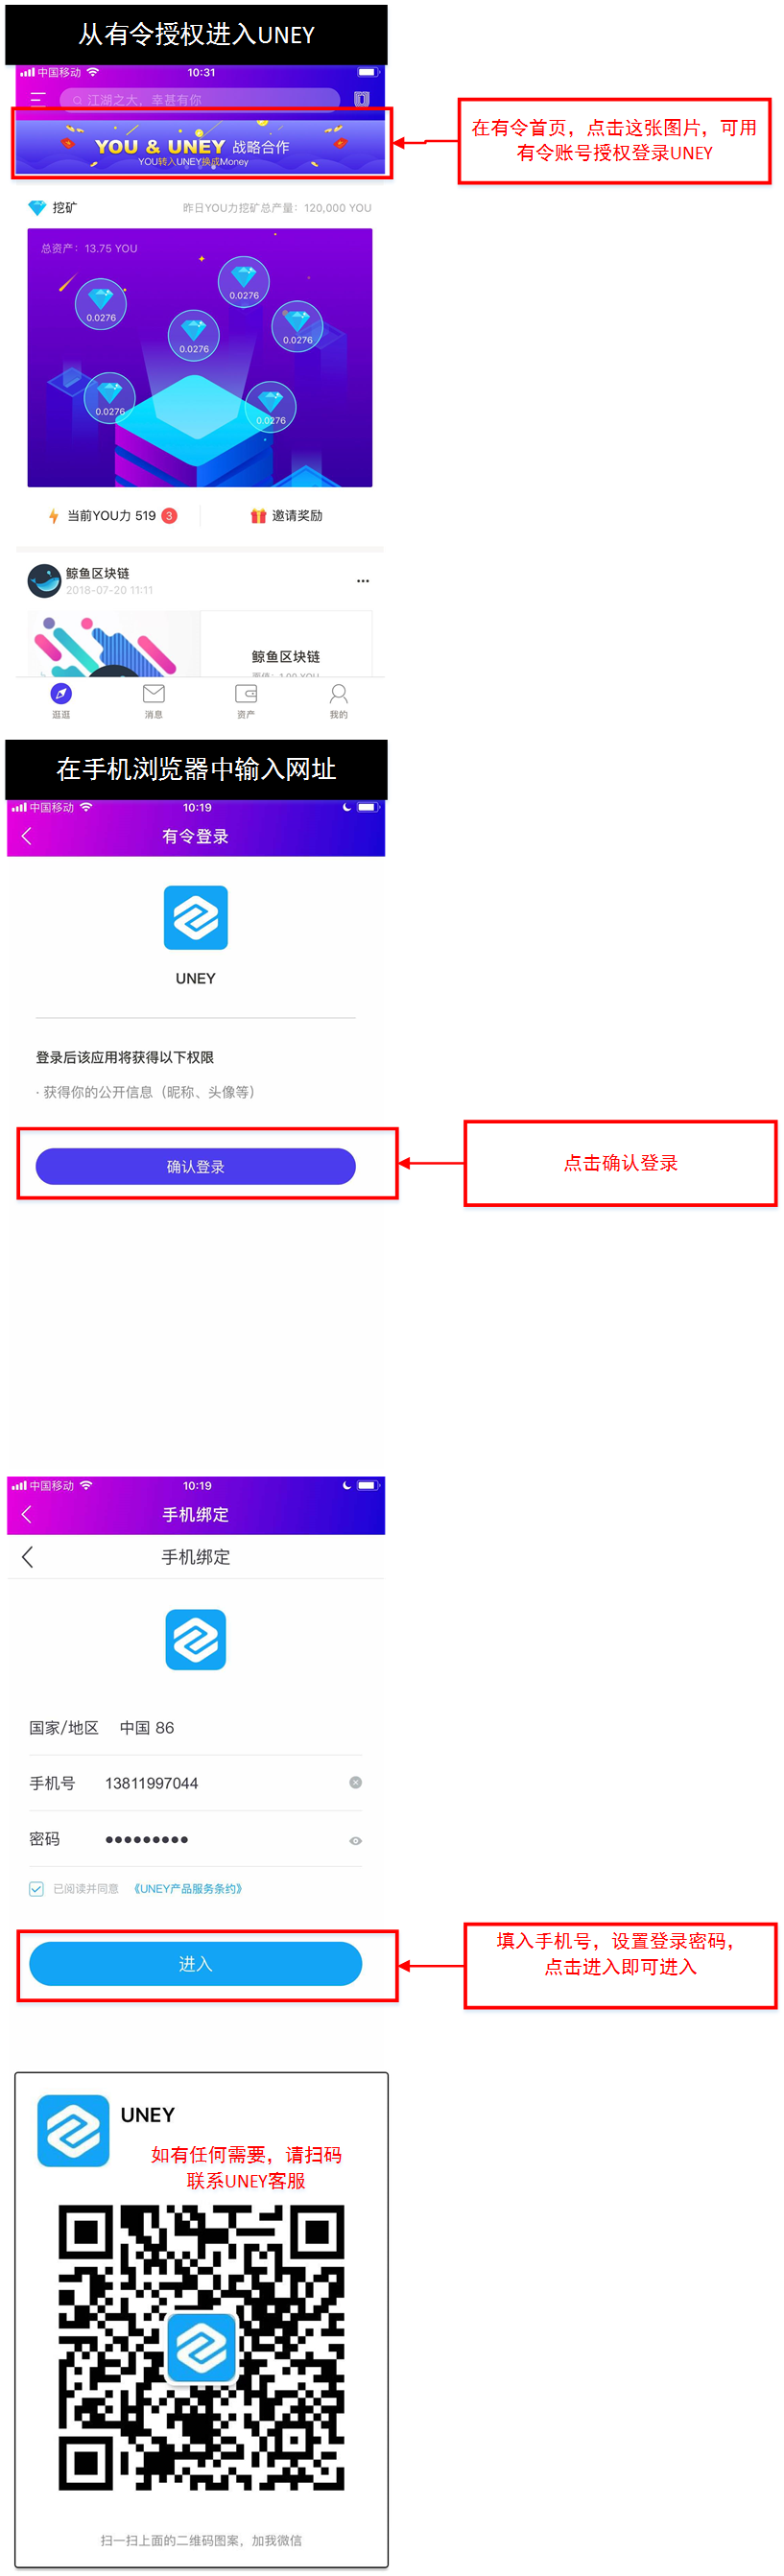 从有令授权进入UNEY
中国移动
10:31
江湖之大，幸甚有你
YOU & UNEY 战略合作
YOU转入UNEY换成Money
在有令首页，点击这张图片，可用
有令账号授权登录UNEY
挖矿
昨日YOU力挖矿总产量：120,000 YOU
总资产：13.75 YOU
0.0276
0.0276
0.0276
0.0276
0.0276
0.0276
当前YOU力 519 3
邀请奖励
鲸鱼区块链
2018-07-20 11:11
鲸鱼区块链
面值：1.00 YOU
逛逛
消息
资产
我的
在手机浏览器中输入网址
中国移动
10:19
有令登录
UNEY
登录后该应用将获得以下权限
· 获得你的公开信息（昵称、头像等）
确认登录
点击确认登录
中国移动
10:19
手机绑定
手机绑定
国家/地区 中国 86
手机号 13811997044
密码
已阅读并同意 《UNEY产品服务条约》
进入
填入手机号，设置登录密码，
点击进入即可进入
UNEY
如有任何需要，请扫码
联系UNEY客服
扫一扫上面的二维码图案，加我微信